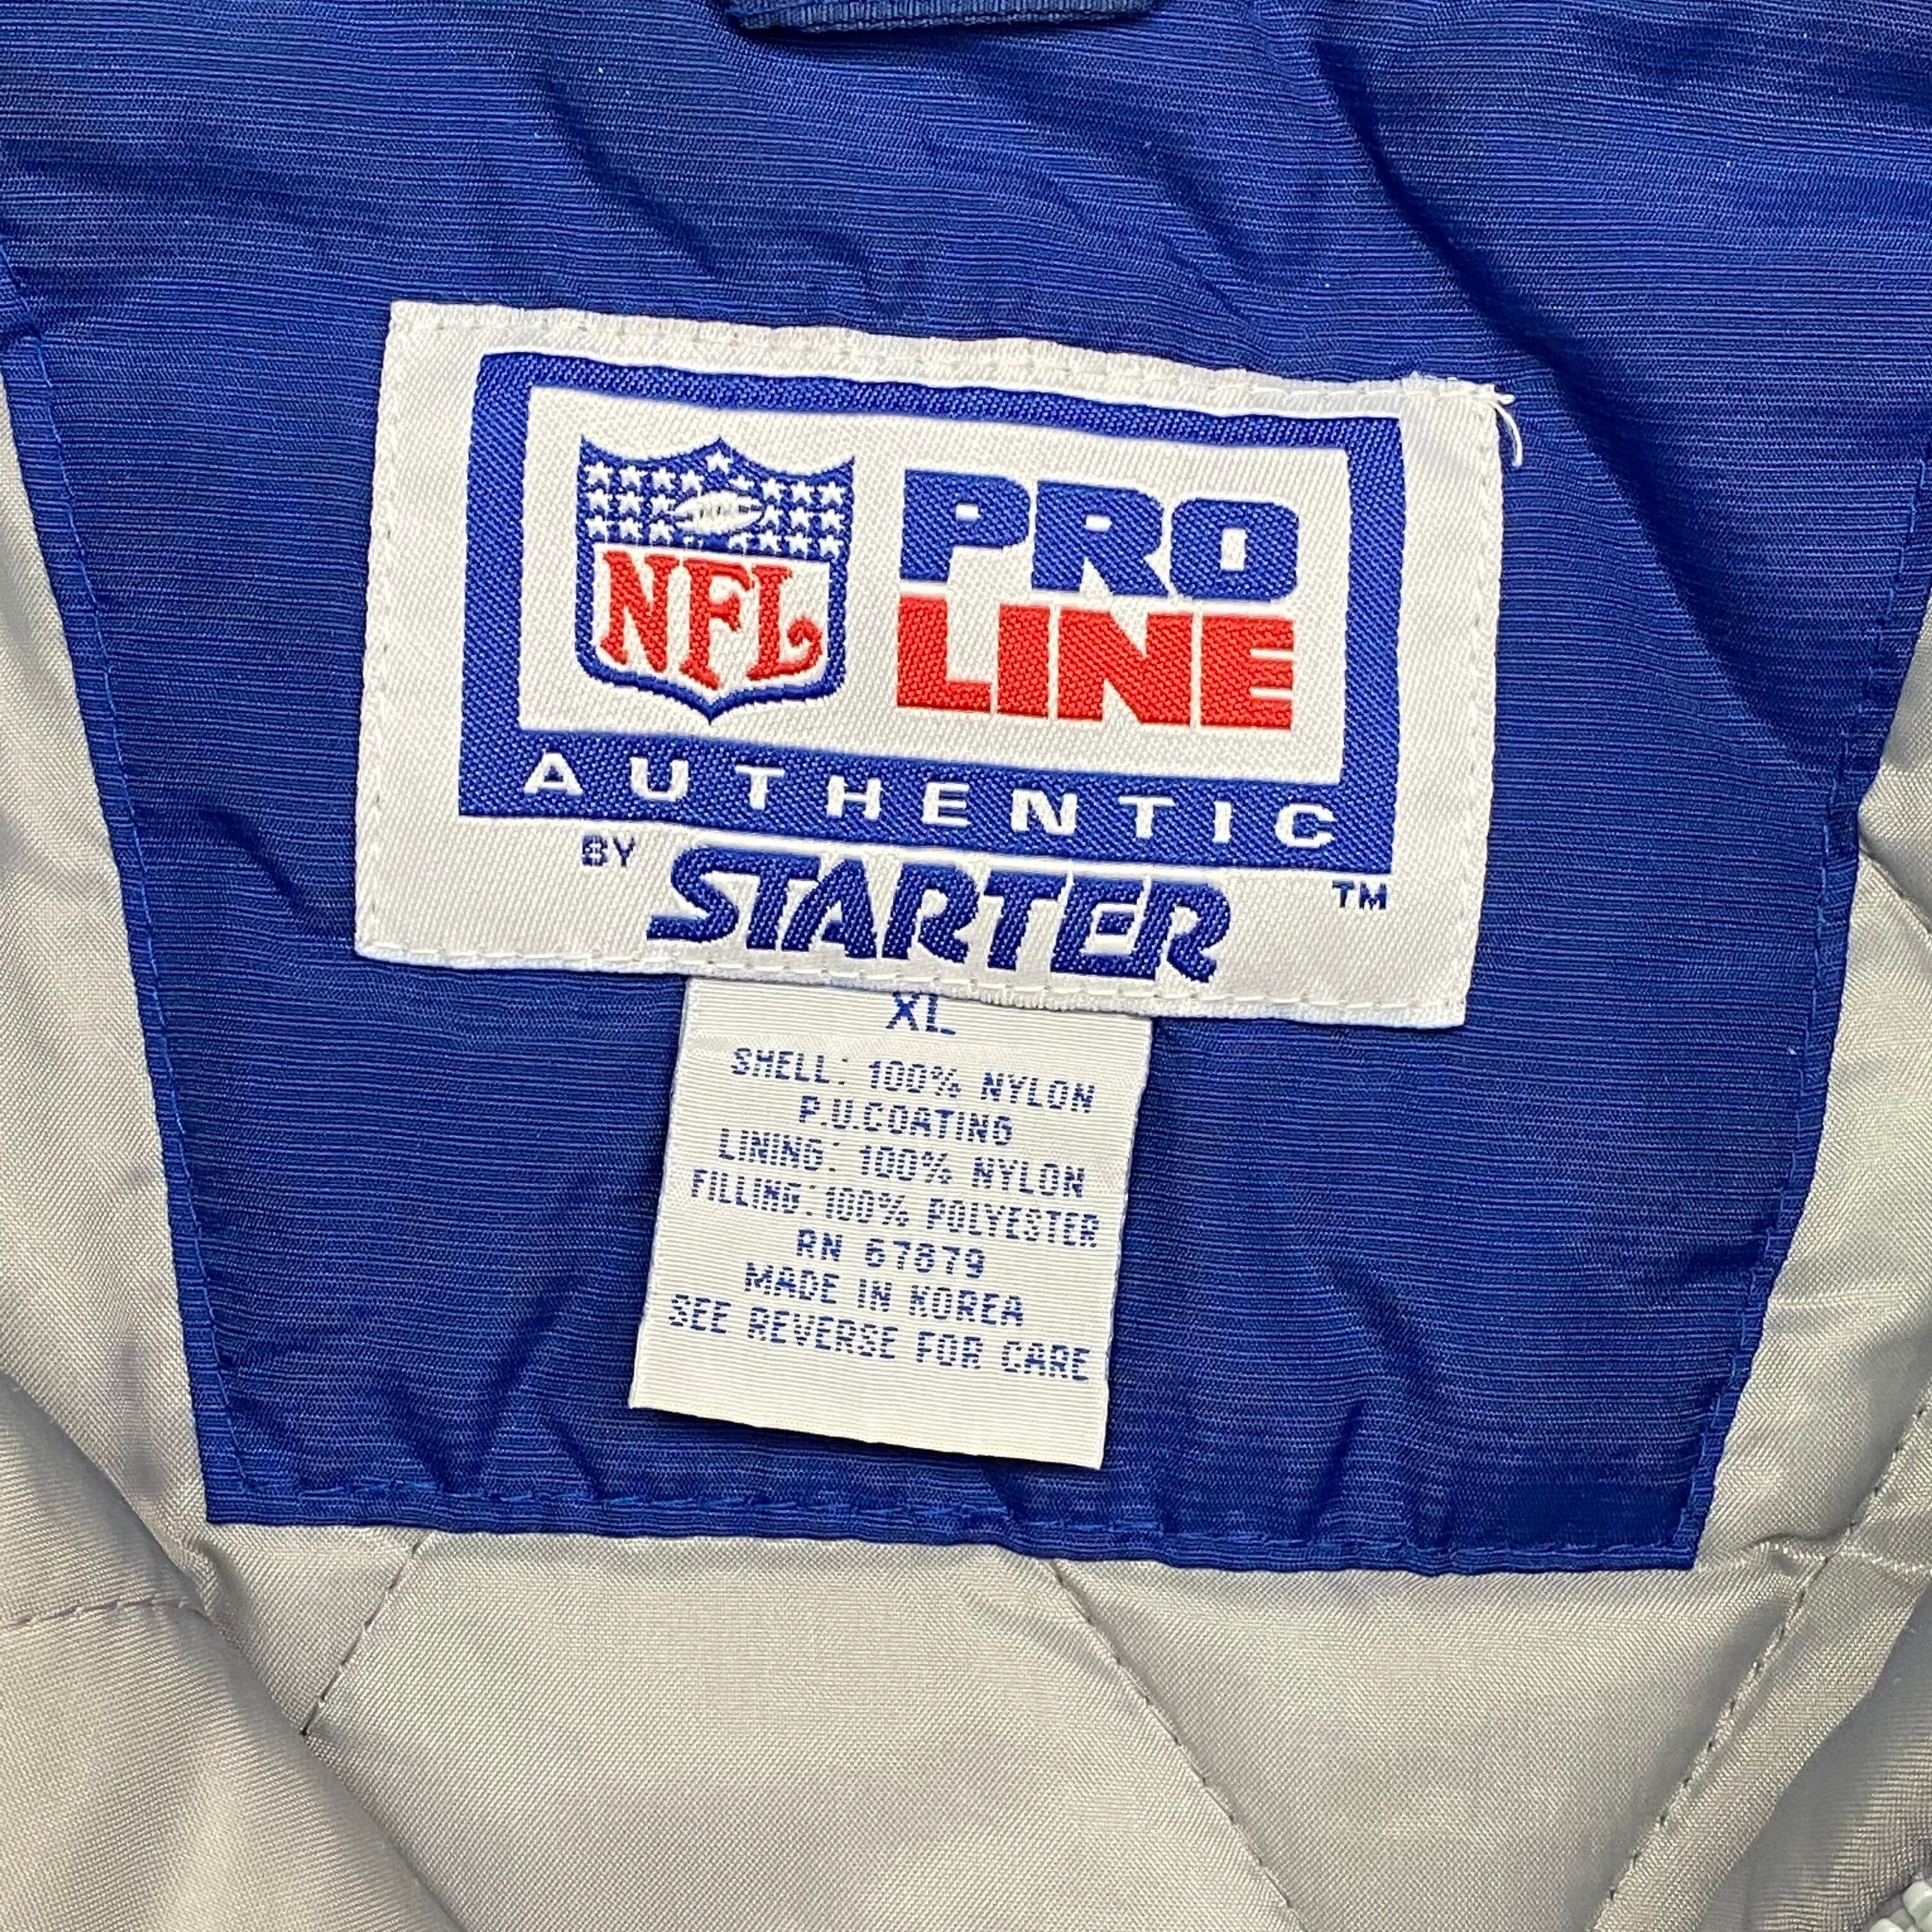 NFL
PRO
LINE
AUTHENTIC
BY STARTER TM
XL
SHELL: 100% NYLON
P.U.COATING
LINING: 100% NYLON
FILLING:100% POLYESTER
RN 67879
MADE IN KOREA
SEE REVERSE FOR CARE